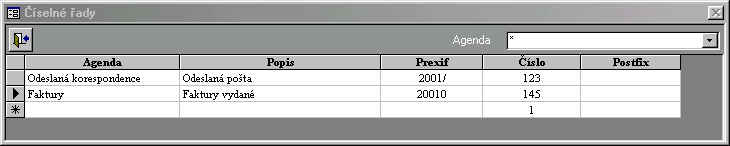 Číselné řady
Agenda *
Agenda Popis Prexif Číslo Postfix
Odeslaná korespondence Odeslaná pošta 2001/ 123
Faktury Faktury vydané 20010 145
1